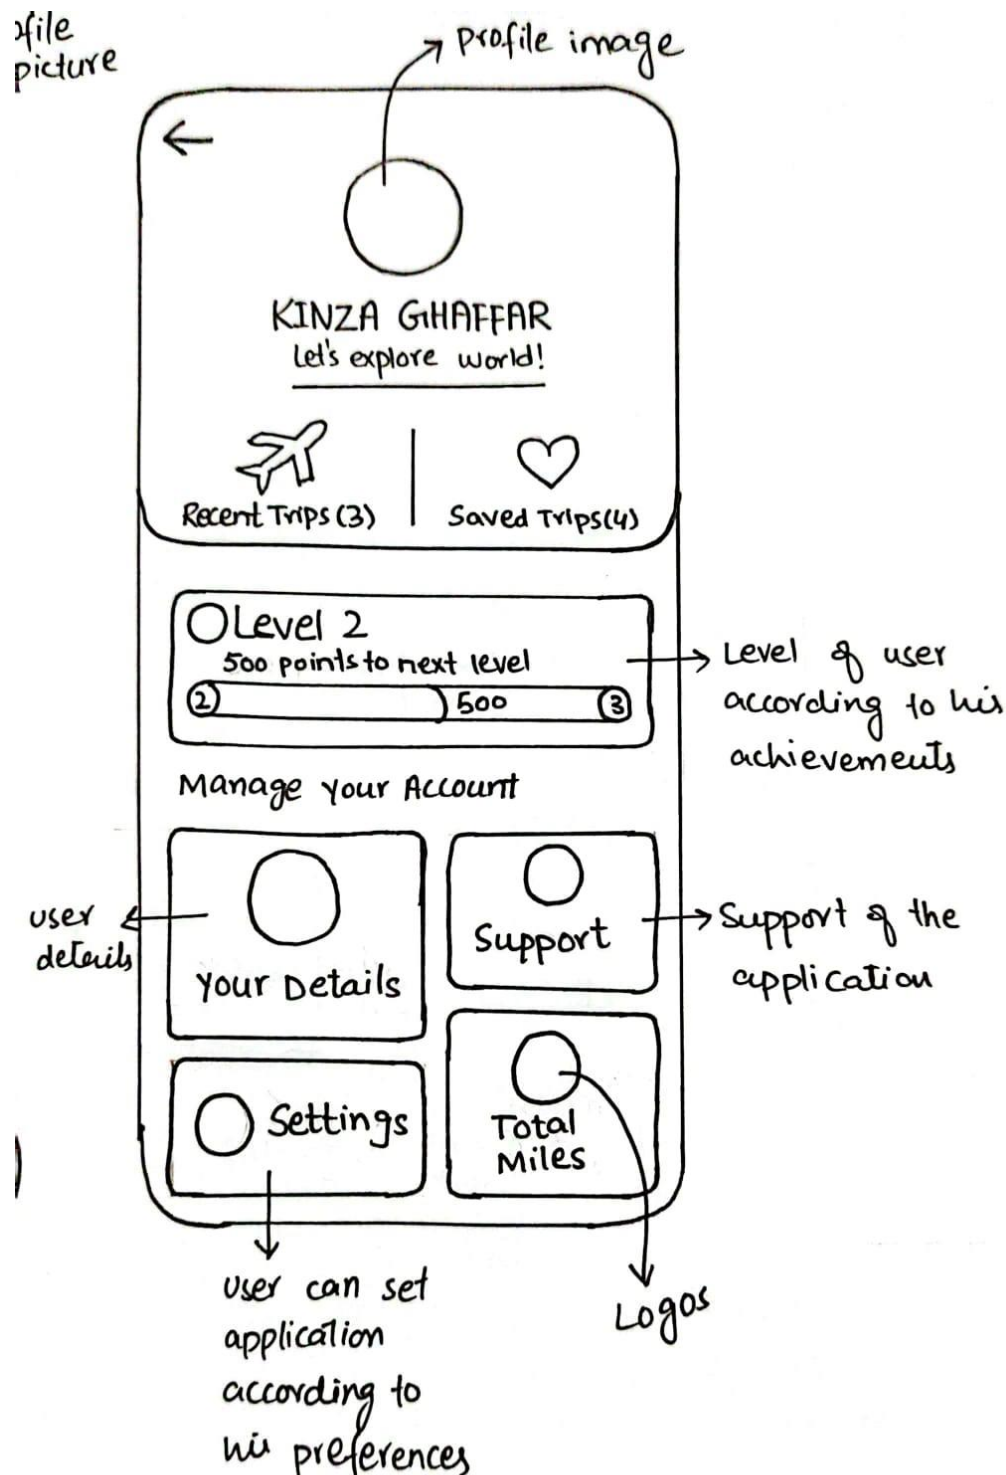 ofile
picture
profile image
KINZA GHAFFAR
Let's explore world!
Recent Trips (3)
Saved Trips(4)
Level 2
500 points to next level
2
500
3
Level of user
according to his
achievements
Manage your Account
Your Details
Support
user
details
Support of the
application
Settings
Total
Miles
user can set
application
according to
his preferences
Logos